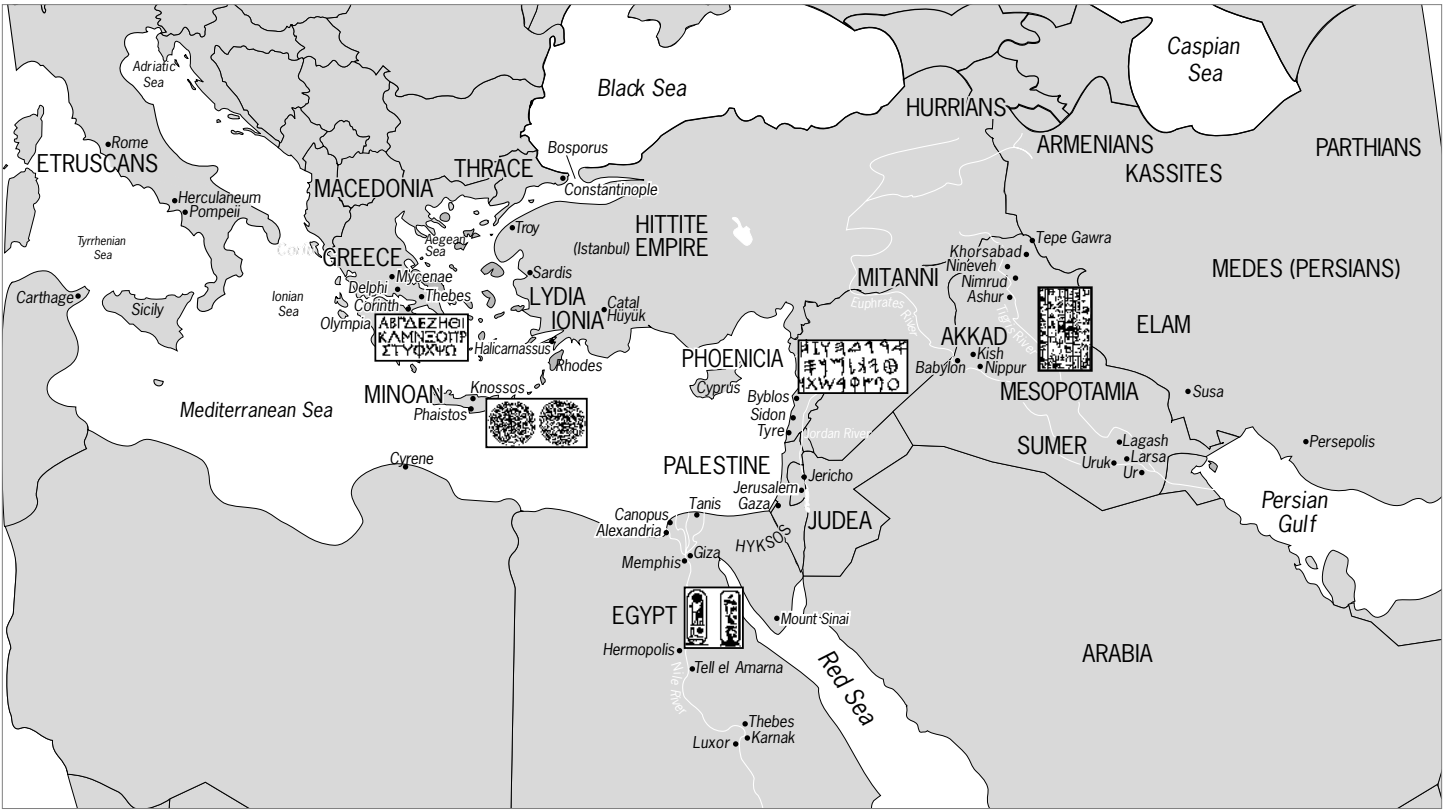 Caspian
Sea
Adriatic
Sea
Black Sea
HURRIANS
ARMENIANS
PARTHIANS
KASSITES
Rome
ETRUSCANS
Bosporus
THRACE
Constantinople
MACEDONIA
Herculaneum
Pompeii
Troy
HITTITE
EMPIRE
(Istanbul)
Tyrrhenian
Sea
Aegean
Sea
GREECE
Tepe Gawra
Khorsabad
Nineveh
Nimrud
Ashur
MITANNI
MEDES (PERSIANS)
Mycenae
Delphi
Thebes
Corinth
Olympia
Sardis
LYDIA
IONIA
Catal
Hüyük
Carthage
Sicily
Ionian
Sea
Euphrates
River
Tigris River
ΑΒΓΔΕΖΗΘΙ
ΚΛΜΝΞΟΠΡ
ΣΤΥΦΧΨΩ
Halicarnassus
Rhodes
AKKAD
Kish
Babylon
Nippur
ELAM
MESOPOTAMIA
PHOENICIA
Cyprus
Byblos
Sidon
Tyre
Jordan River
MINOAN
Knossos
Phaistos
Mediterranean Sea
Susa
SUMER
Lagash
Larsa
Uruk
Ur
Persepolis
Cyrene
PALESTINE
Jericho
Jerusalem
Gaza
JUDEA
Tanis
Canopus
Alexandria
HYKSOS
Giza
Memphis
Persian
Gulf
EGYPT
Mount Sinai
Hermopolis
Tell el Amarna
Nile River
Red Sea
ARABIA
Thebes
Karnak
Luxor